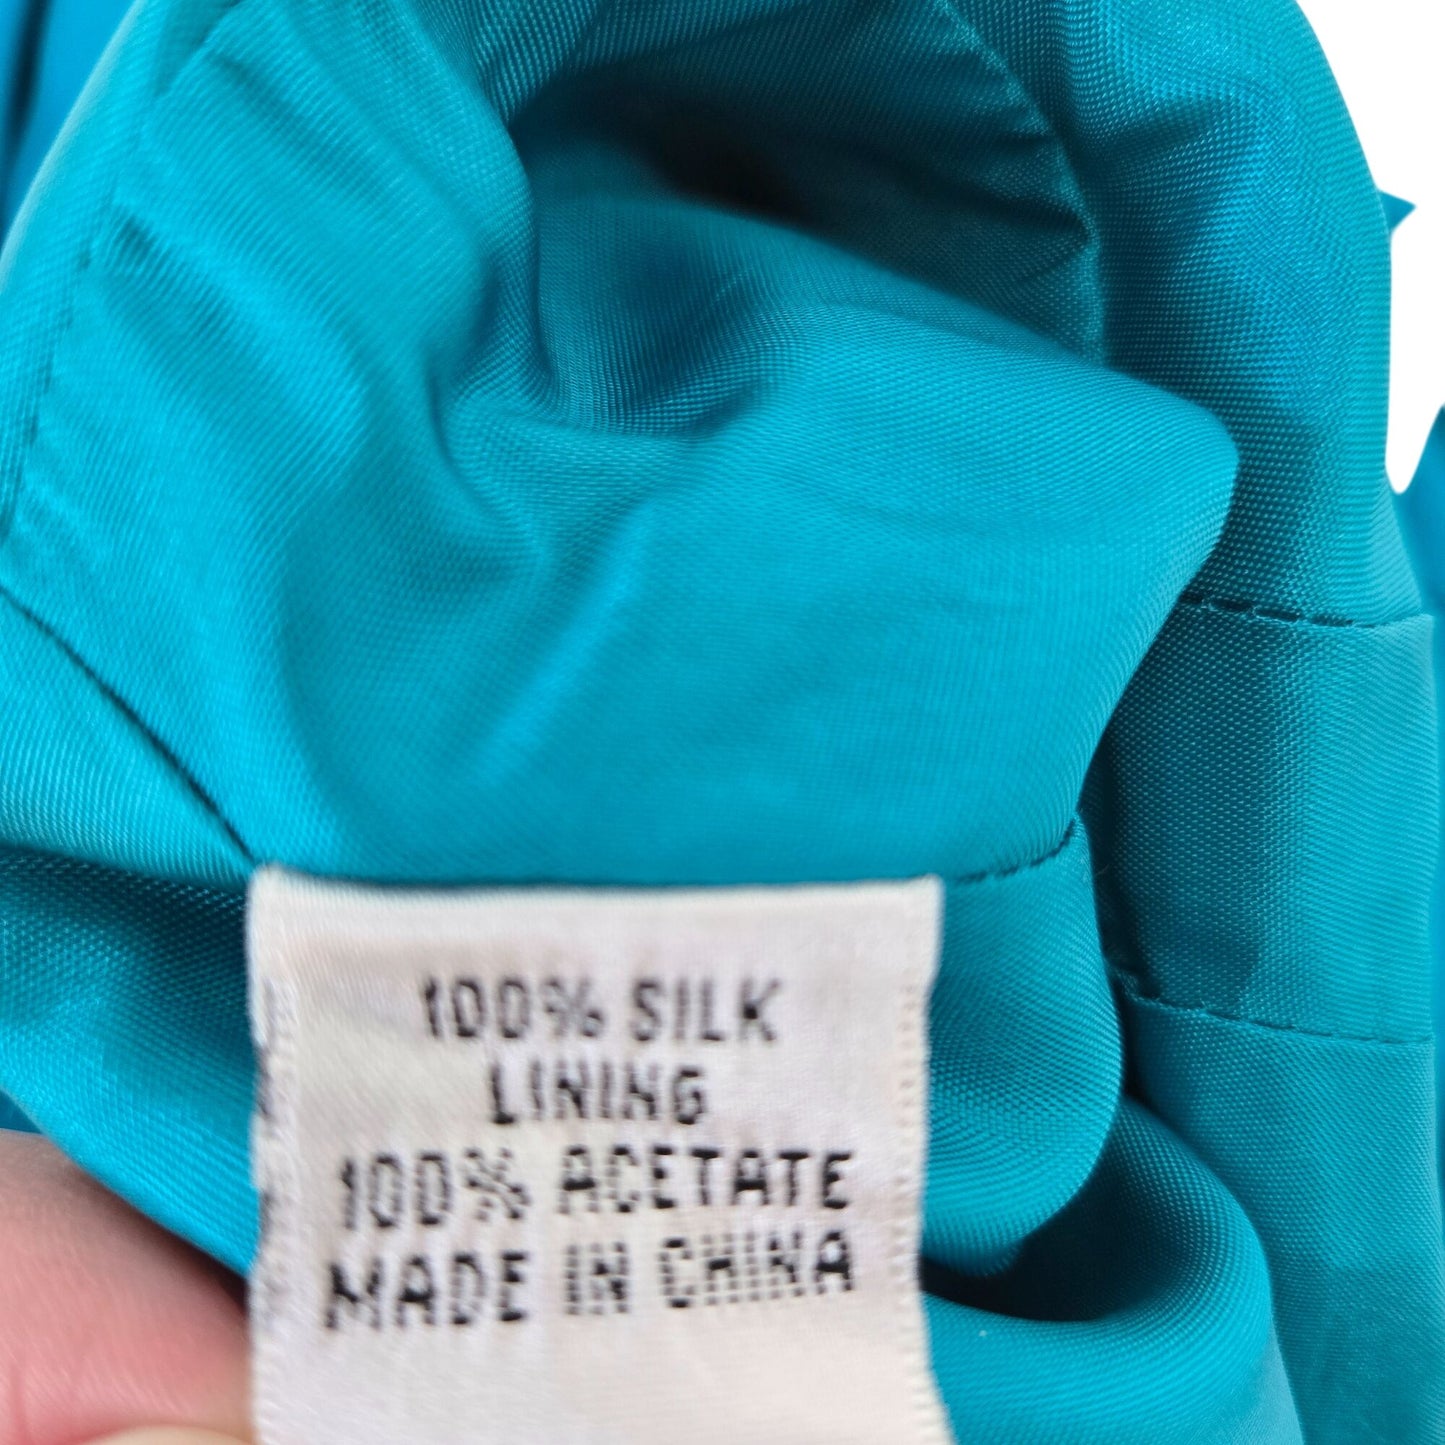 100% SILK
LINING
100% ACETATE
MADE IN CHINA